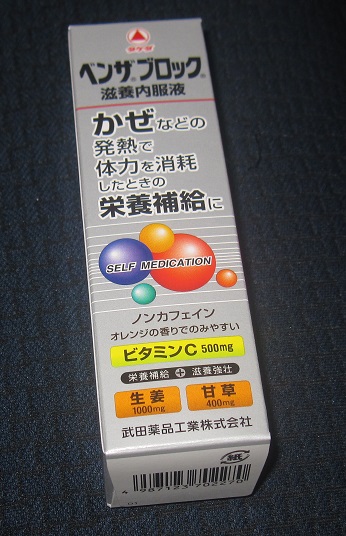 タケダ
ベンザ®ブロック®
滋養内服液
かぜなどの
発熱で
体力を消耗
したときの
栄養補給に
SELF MEDICATION
ノンカフェイン
オレンジの香りでのみやすい
ビタミンC 500mg
栄養補給 + 滋養強壮
生姜 甘草
1000mg 400mg
武田薬品工業株式会社
紙
4 987123 702270